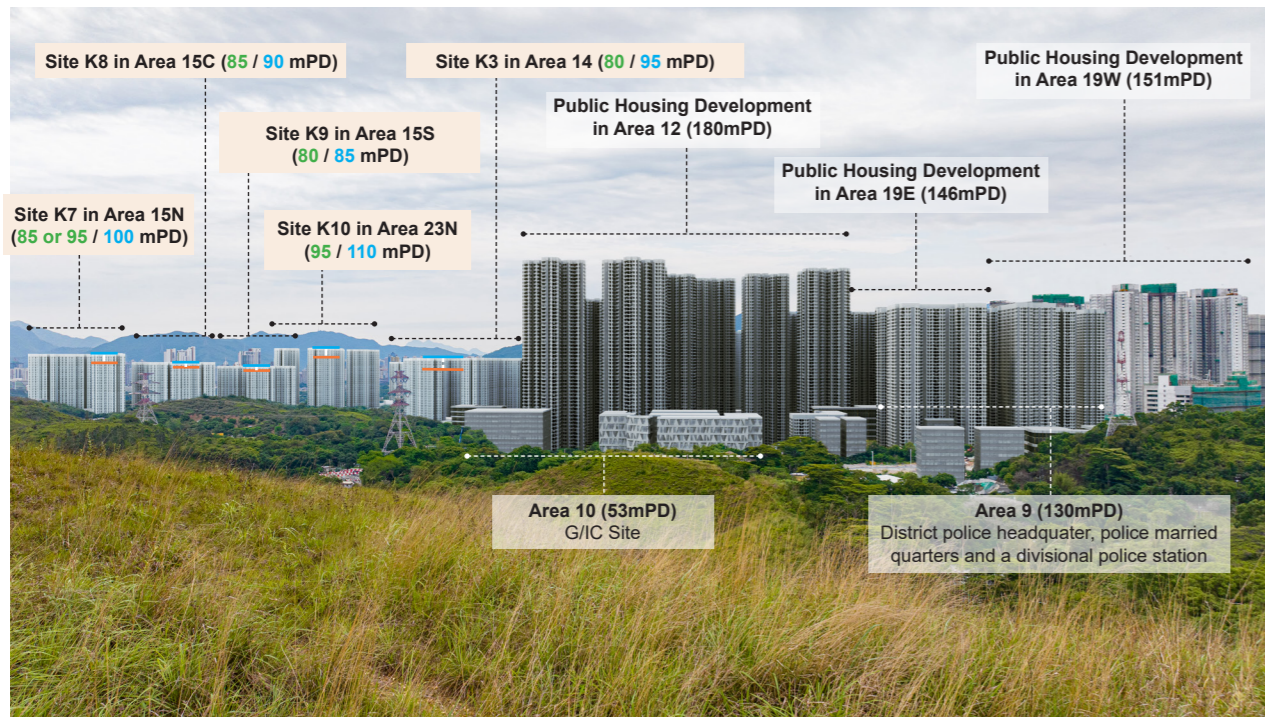 Site K8 in Area 15C (85 / 90 mPD)
Site K3 in Area 14 (80 / 95 mPD)
Public Housing Development
in Area 19W (151mPD)
Public Housing Development
in Area 12 (180mPD)
Site K9 in Area 15S
(80 / 85 mPD)
Public Housing Development
in Area 19E (146mPD)
Site K7 in Area 15N
(85 or 95 / 100 mPD)
Site K10 in Area 23N
(95 / 110 mPD)
Area 10 (53mPD)
G/IC Site
Area 9 (130mPD)
District police headquater, police married
quarters and a divisional police station